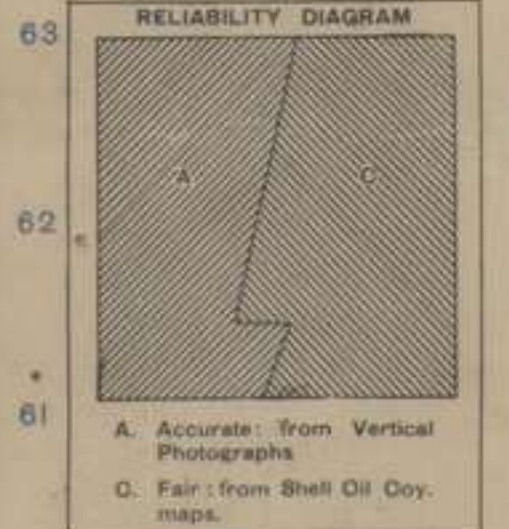 RELIABILITY DIAGRAM
63
A C
62
61
A. Accurate: from Vertical
Photographs
C. Fair: from Shell Oil Coy.
maps.